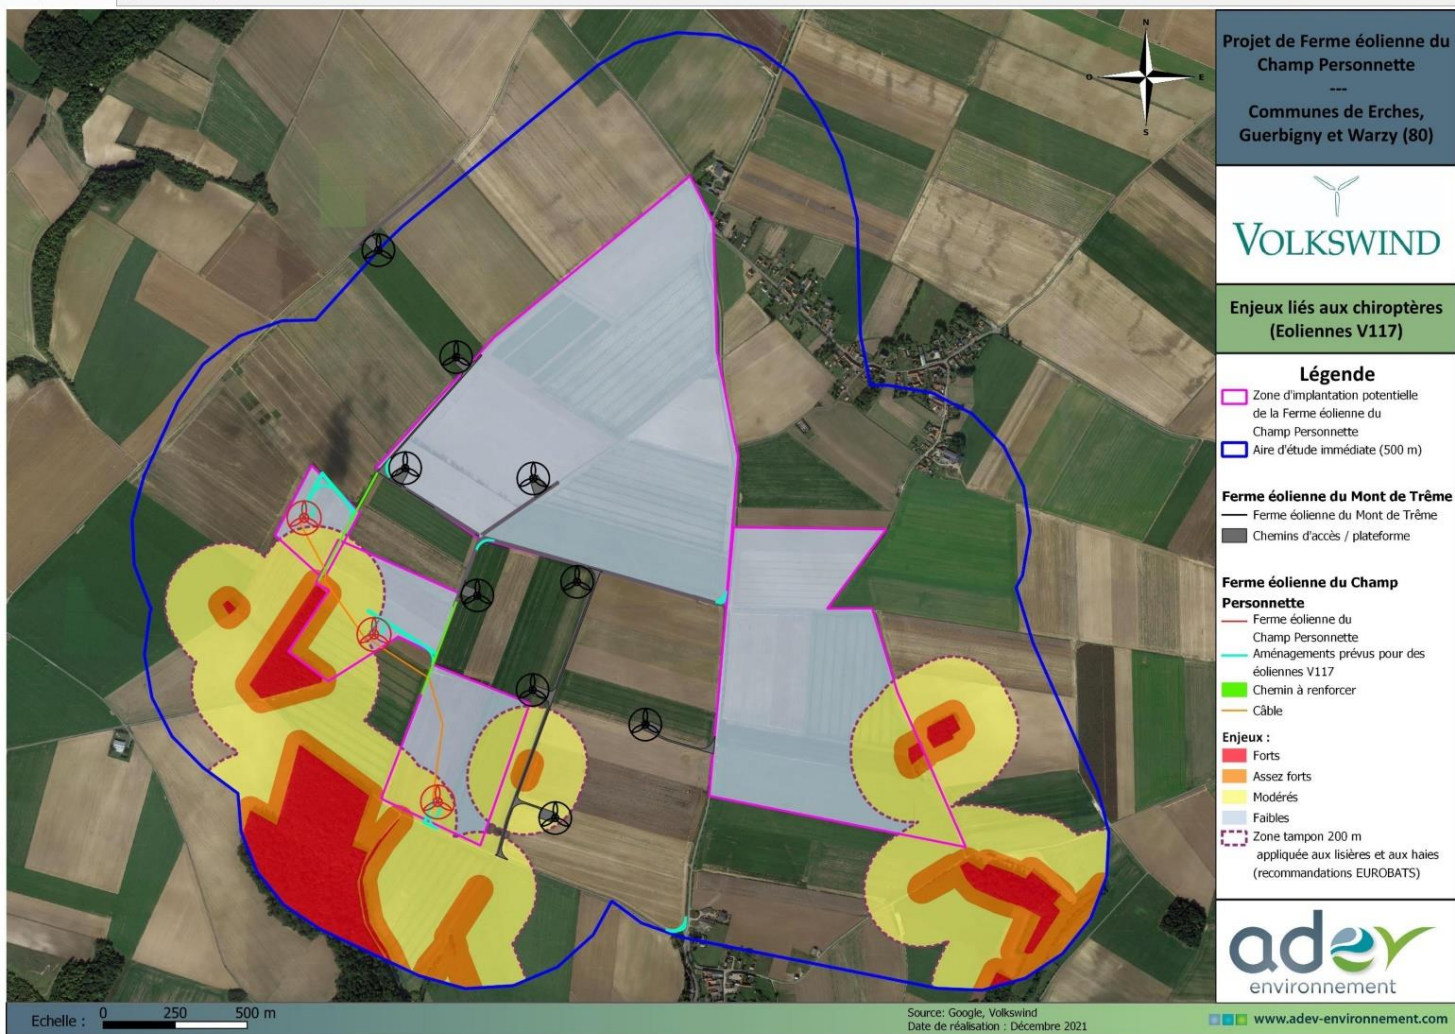 N
O
E
S
Projet de Ferme éolienne du
Champ Personnette
---
Communes de Erches,
Guerbigny et Warzy (80)
VOLKSWIND
Enjeux liés aux chiroptères
(Eoliennes V117)
Légende
Zone d'implantation potentielle
de la Ferme éolienne du
Champ Personnette
Aire d'étude immédiate (500 m)
Ferme éolienne du Mont de Trême
Ferme éolienne du Mont de Trême
Chemins d'accès / plateforme
Ferme éolienne du Champ
Personnette
Ferme éolienne du
Champ Personnette
Aménagements prévus pour des
éoliennes V117
Chemin à renforcer
Câble
Enjeux :
Forts
Assez forts
Modérés
Faibles
Zone tampon 200 m
appliquée aux lisières et aux haies
(recommandations EUROBATS)
adev
environnement
www.adev-environnement.com
Echelle :
0 250 500 m
Source: Google, Volkswind
Date de réalisation : Décembre 2021